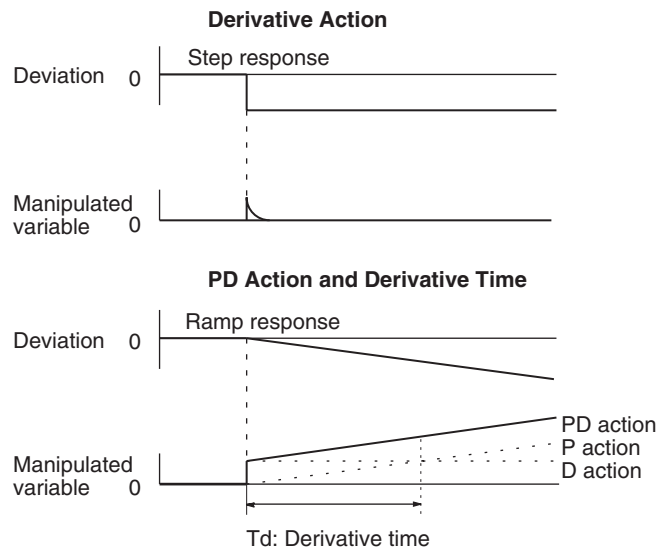 Derivative Action
Step response
Deviation 0
Manipulated
variable 0
PD Action and Derivative Time
Ramp response
Deviation 0
PD action
P action
D action
Manipulated
variable 0
Td: Derivative time